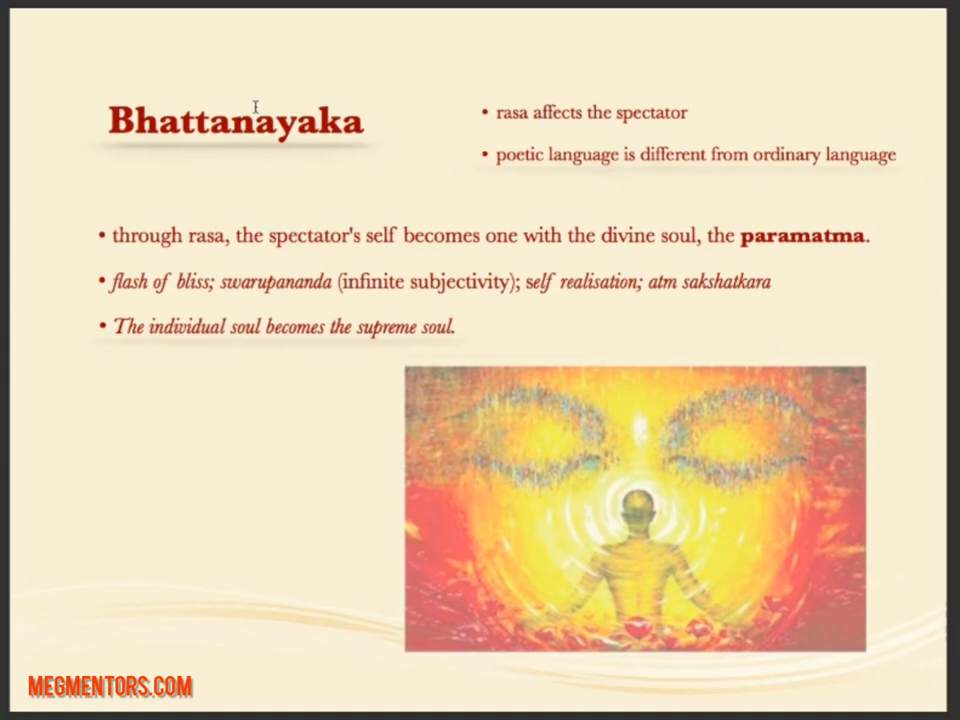 Bhattanayaka
• rasa affects the spectator
• poetic language is different from ordinary language
• through rasa, the spectator's self becomes one with the divine soul, the paramatma.
• flash of bliss; swarupananda (infinite subjectivity); self realisation; atm sakshatkara
• The individual soul becomes the supreme soul.
MEGMENTORS.COM